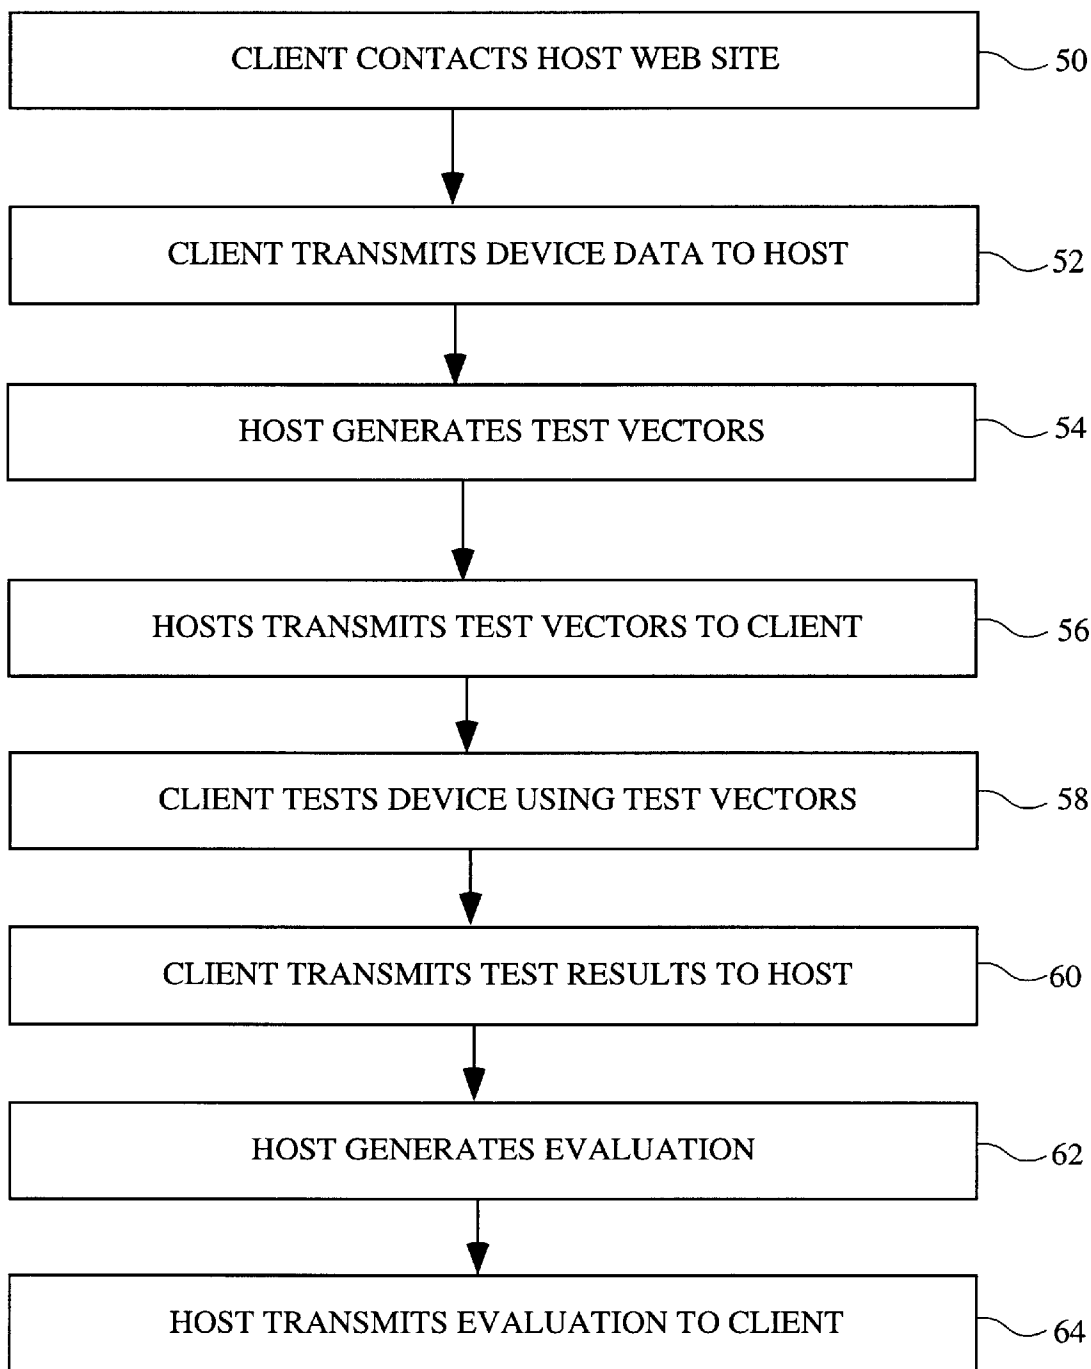 CLIENT CONTACTS HOST WEB SITE 50
CLIENT TRANSMITS DEVICE DATA TO HOST 52
HOST GENERATES TEST VECTORS 54
HOSTS TRANSMITS TEST VECTORS TO CLIENT 56
CLIENT TESTS DEVICE USING TEST VECTORS 58
CLIENT TRANSMITS TEST RESULTS TO HOST 60
HOST GENERATES EVALUATION 62
HOST TRANSMITS EVALUATION TO CLIENT 64